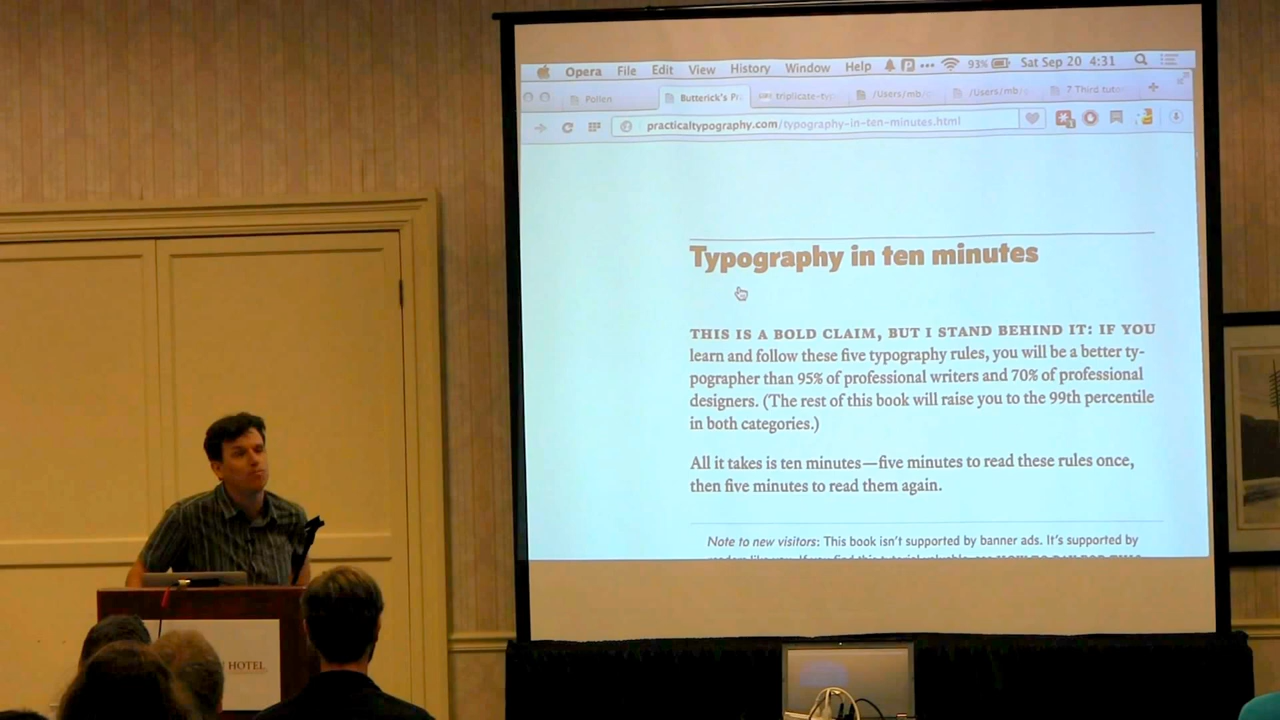 Opera File Edit View History Window Help 93% Sat Sep 20 4:31
Pollen Butterick's Pr triplicate-ty /Users/mb/ /Users/mb/ 7 Third tuto
practicaltypography.com/typography-in-ten-minutes.html
Typography in ten minutes
THIS IS A BOLD CLAIM, BUT I STAND BEHIND IT: IF YOU
learn and follow these five typography rules, you will be a better ty-
pographer than 95% of professional writers and 70% of professional
designers. (The rest of this book will raise you to the 99th percentile
in both categories.)
All it takes is ten minutes—five minutes to read these rules once,
then five minutes to read them again.
Note to new visitors: This book isn't supported by banner ads. It's supported by
HOTEL